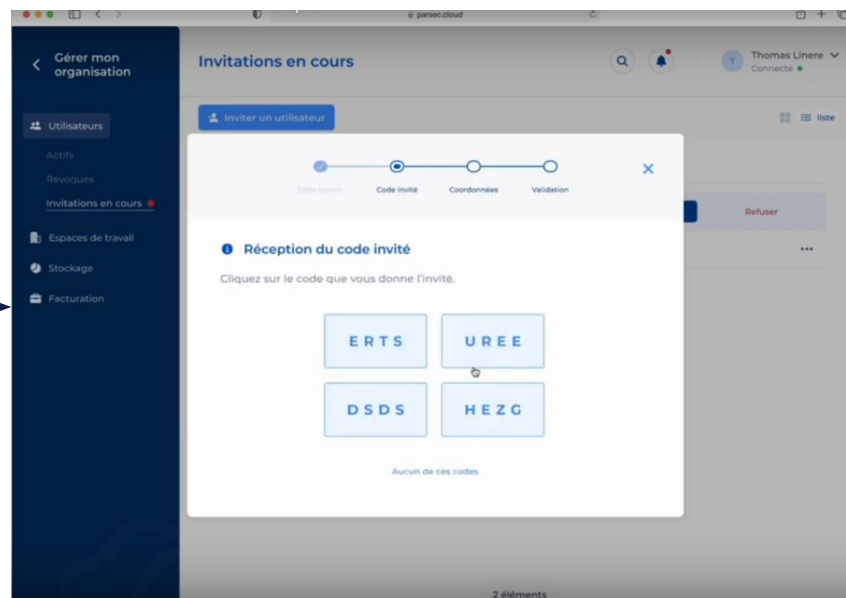 parsec.cloud
Gérer mon
organisation
Invitations en cours
T
Thomas Linere
Connecté
Utilisateurs
Inviter un utilisateur
liste
Actifs
Revoqués
Invitations en cours
Code invité
Coordonnées
Validation
Refuser
Espaces de travail
Réception du code invité
Stockage
Cliquez sur le code que vous donne l'invité.
Facturation
ERTS
UREE
DSDS
HEZG
Aucun de ces codes
2 éléments